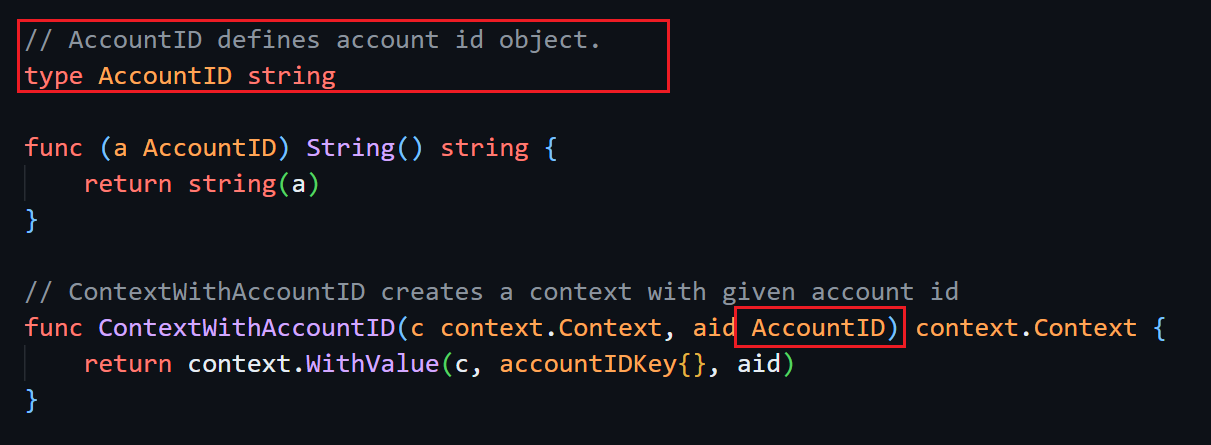 // AccountID defines account id object.
type AccountID string
func (a AccountID) String() string {
    return string(a)
}
// ContextWithAccountID creates a context with given account id
func ContextWithAccountID(c context.Context, aid AccountID) context.Context {
    return context.WithValue(c, accountIDKey{}, aid)
}